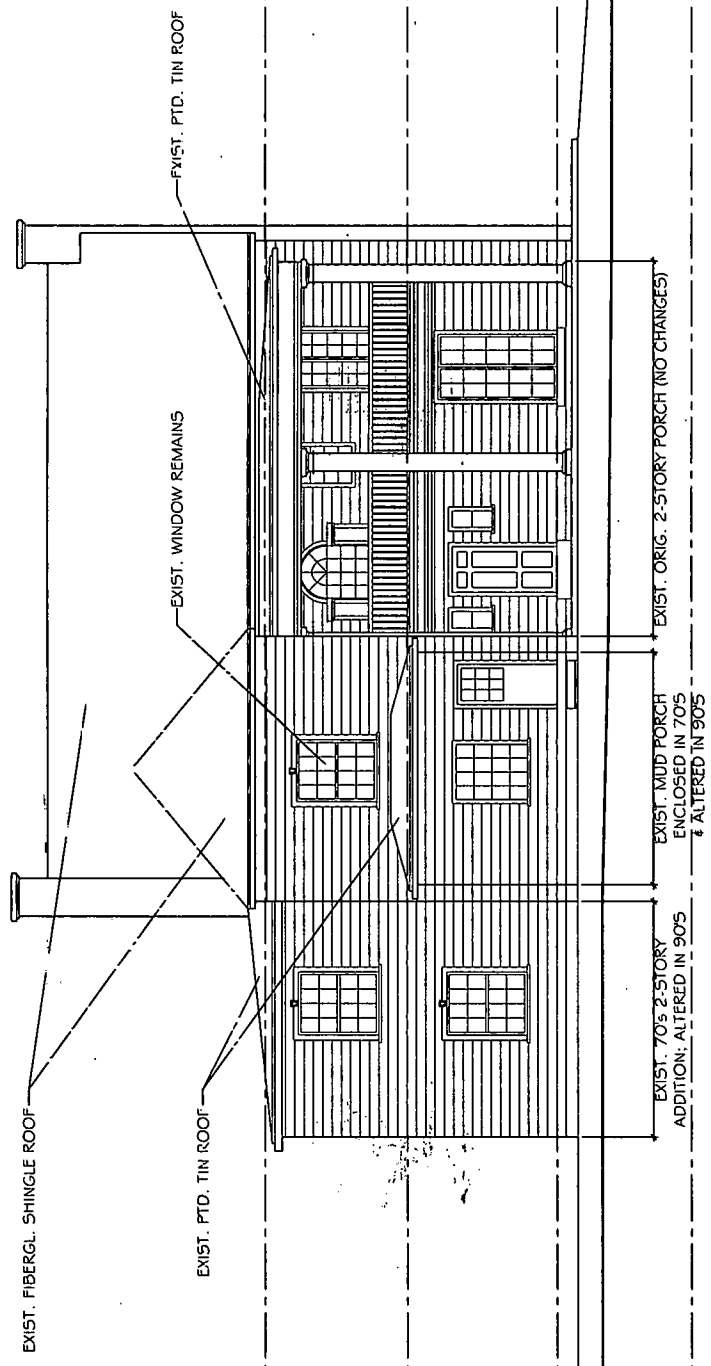 EXIST. FIBERGL. SHINGLE ROOF
EXIST. PTD. TIN ROOF
EXIST. WINDOW REMAINS
EXIST. PTD. TIN ROOF
EXIST. 70's 2-STORY
ADDITION; ALTERED IN 90'S
EXIST. MUD PORCH
ENCLOSED IN 70'S
& ALTERED IN 90'S
EXIST. ORIG. 2-STORY PORCH (NO CHANGES)